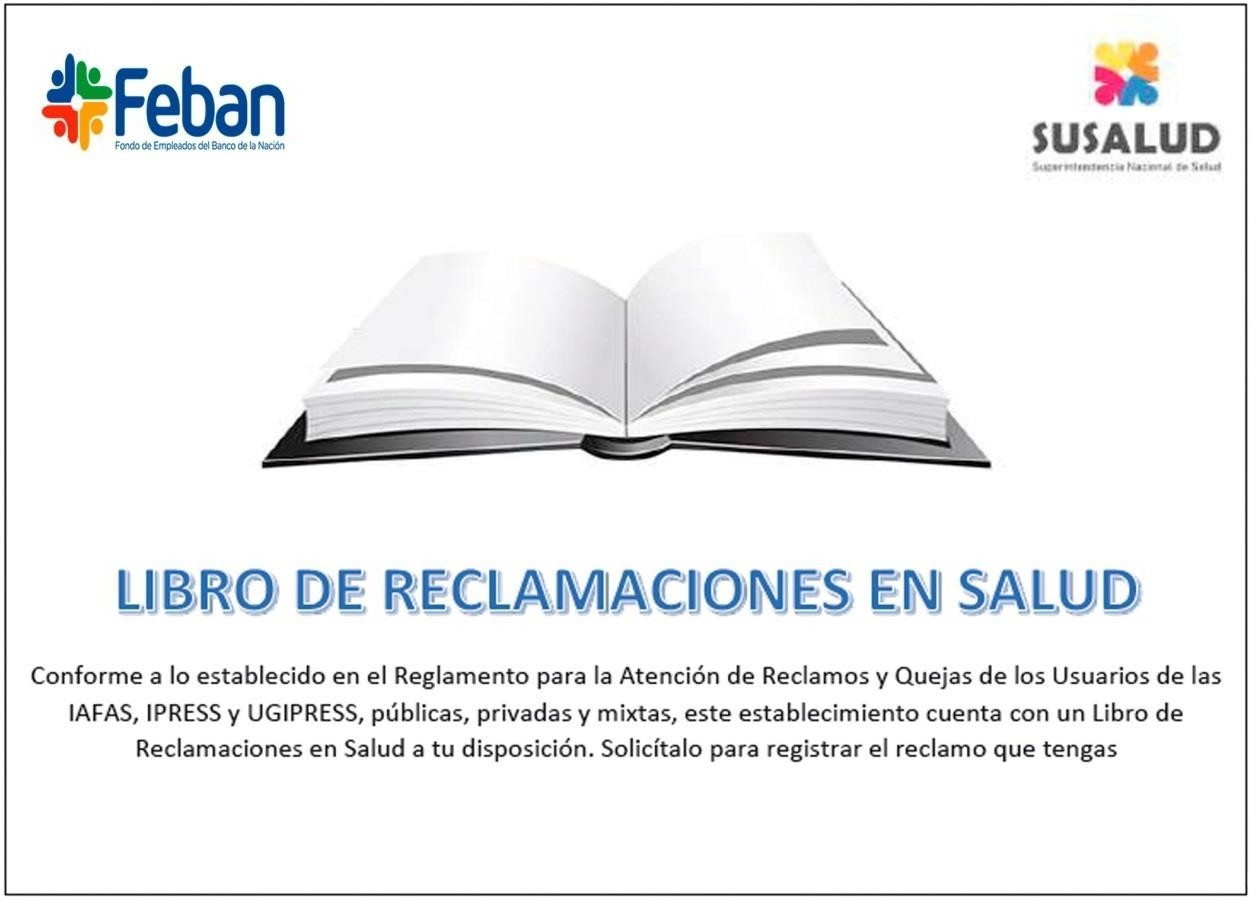 Feban
Fondo de Empleados del Banco de la Nación
SUSALUD
Superintendencia Nacional de Salud
LIBRO DE RECLAMACIONES EN SALUD
Conforme a lo establecido en el Reglamento para la Atención de Reclamos y Quejas de los Usuarios de las
IAFAS, IPRESS y UGIPRESS, públicas, privadas y mixtas, este establecimiento cuenta con un Libro de
Reclamaciones en Salud a tu disposición. Solicítalo para registrar el reclamo que tengas